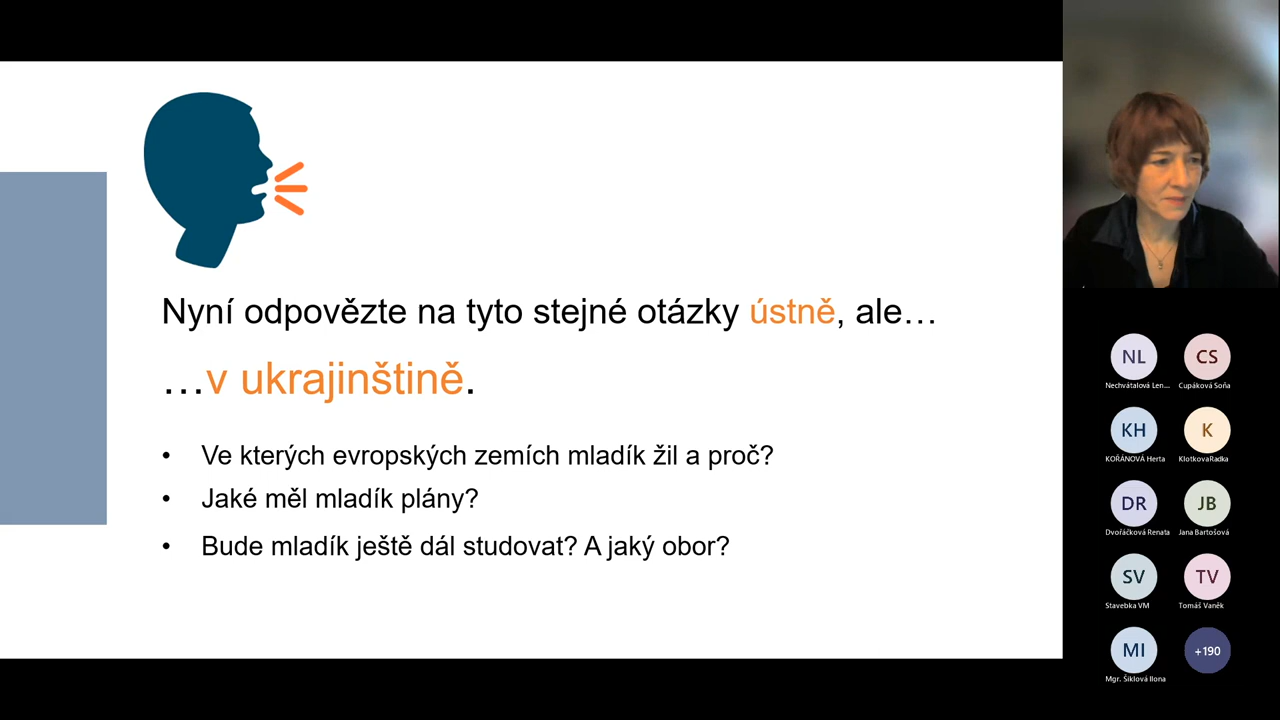 Nyní odpovězte na tyto stejné otázky ústně, ale…
…v ukrajinštině.
• Ve kterých evropských zemích mladík žil a proč?
• Jaké měl mladík plány?
• Bude mladík ještě dál studovat? A jaký obor?
NL
CS
Nechvátalová Len...
Cupáková Soňa
KH
K
KOŘÁNOVÁ Herta
KlotkovaRadka
DR
JB
Dvořáčková Renata
Jana Bartošová
SV
TV
Stavebka VM
Tomáš Vaněk
MI
+190
Mgr. Šiklová Ilona